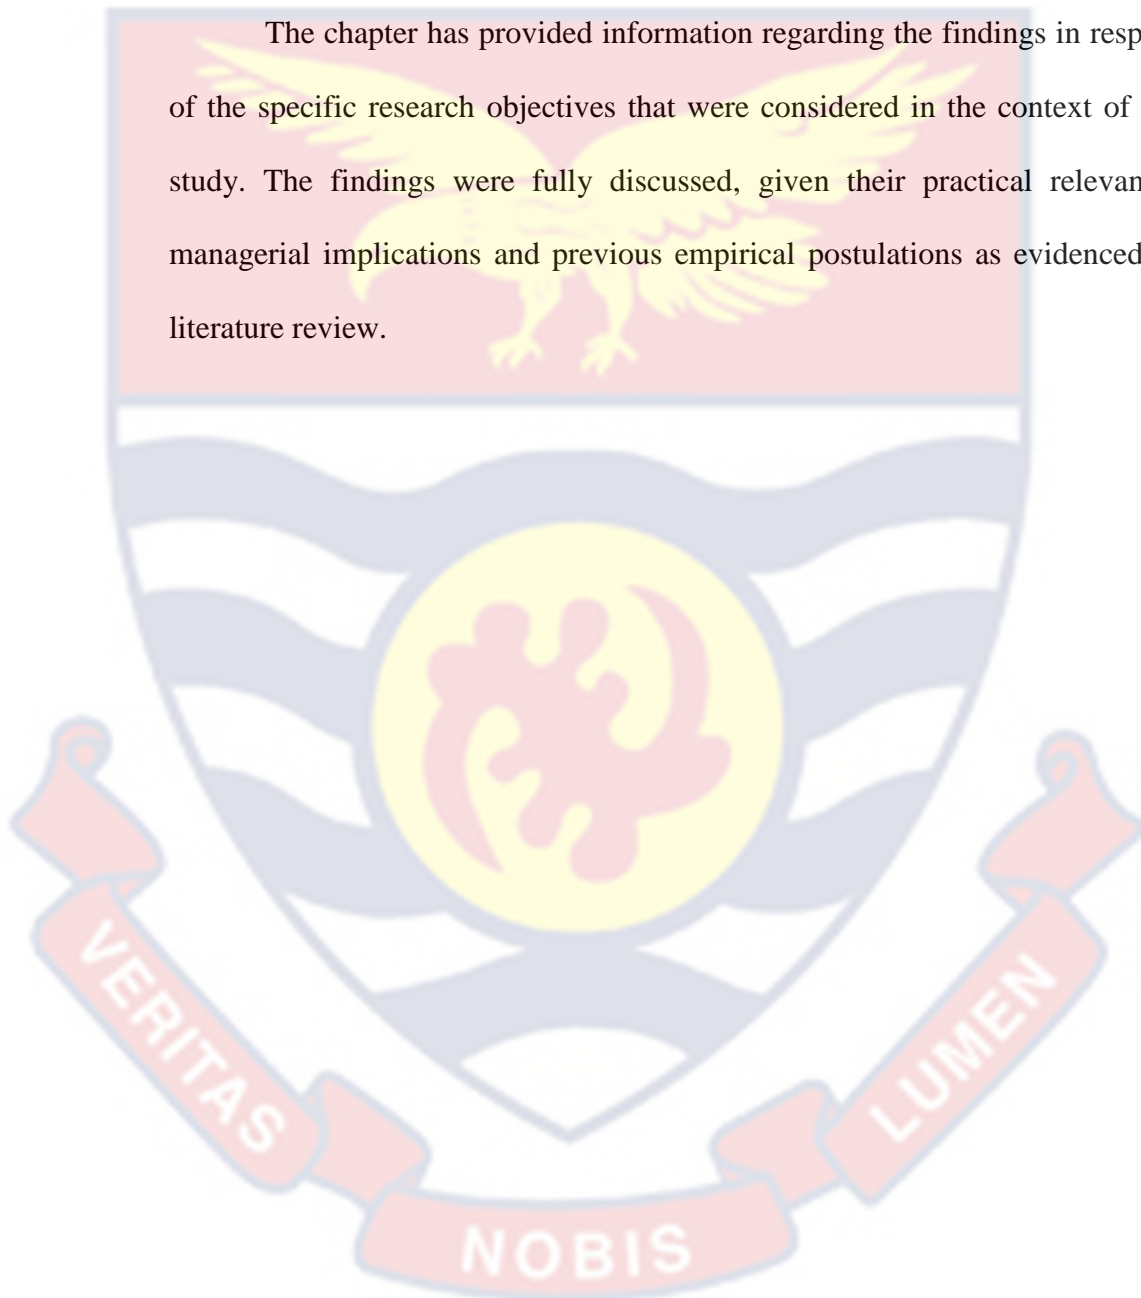 The chapter has provided information regarding the findings in resp
of the specific research objectives that were considered in the context of
study. The findings were fully discussed, given their practical relevan
managerial implications and previous empirical postulations as evidenced
literature review.
VERITAS
NOBIS
LUMEN